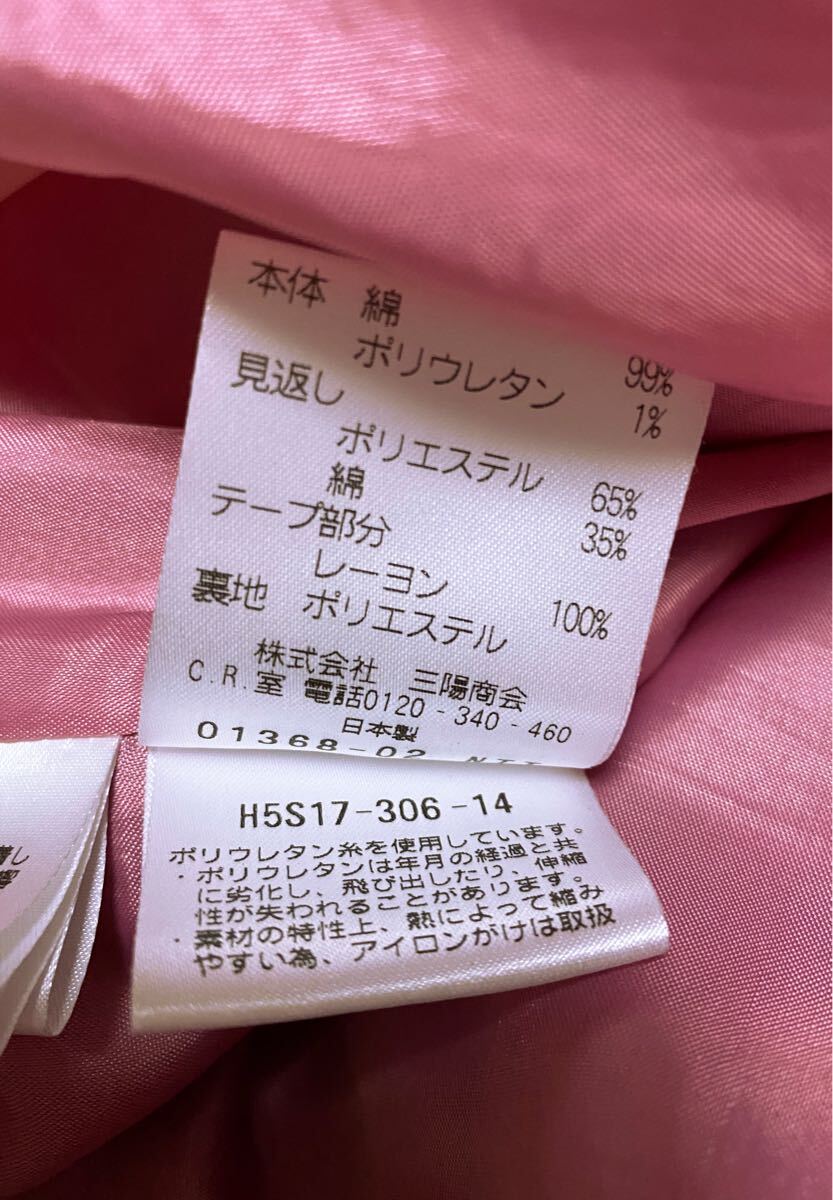 本体 綿 99%
ポリウレタン 1%
見返し
ポリエステル 65%
綿 35%
テープ部分
レーヨン 100%
裏地 ポリエステル
株式会社 三陽商会
C.R.室 電話0120-340-460
日本製
01368-02
H5S17-306-14
ポリウレタン糸を使用しています。
・ポリウレタンは年月の経過と共
に劣化し、飛び出したり、伸縮
性が失われることがあります。
・素材の特性上、熱によって縮み
やすい為、アイロンがけは取扱